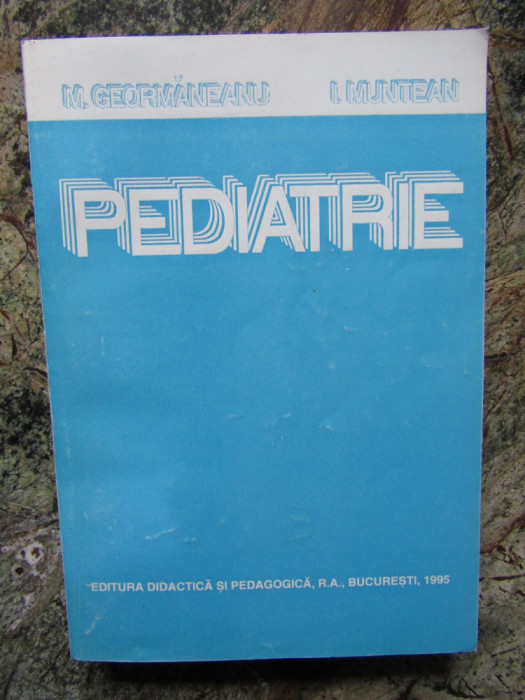 M. GEORMĂNEANU I. MUNTEAN
PEDIATRIE
EDITURA DIDACTICĂ ȘI PEDAGOGICĂ, R.A., BUCUREȘTI, 1995